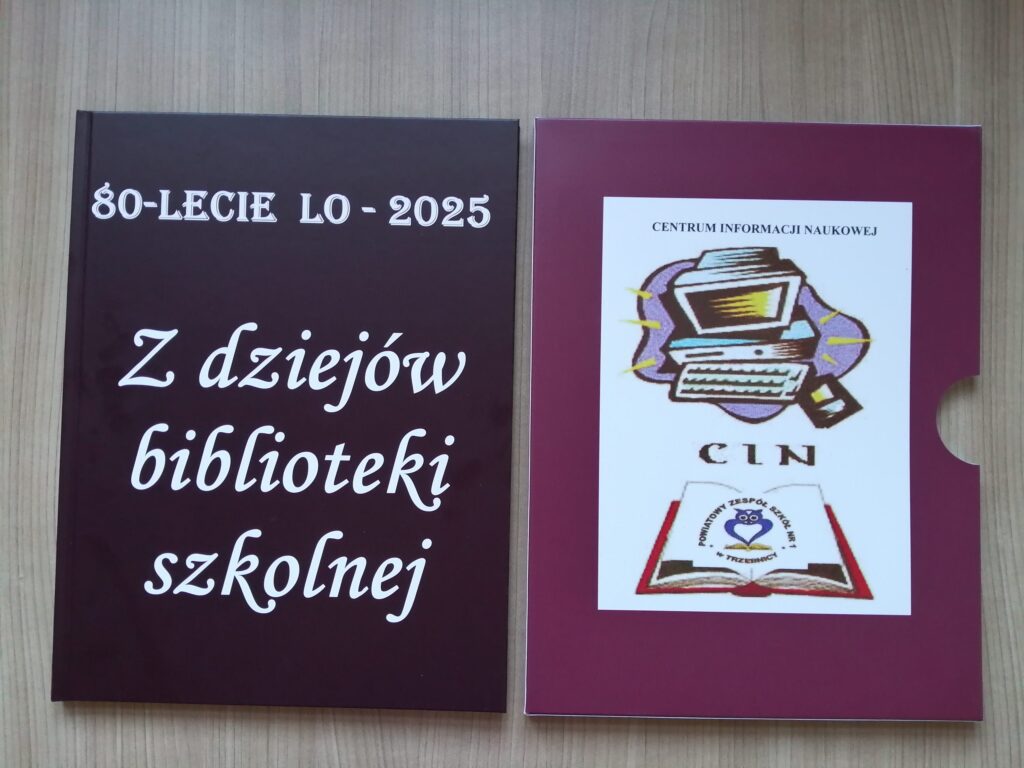 80-LECIE LO - 2025
Z dziejów
biblioteki
szkolnej
CENTRUM INFORMACJI NAUKOWEJ
CIN
POWIATOWY ZESPÓŁ SZKÓŁ NR 1
W TRZEBNICY